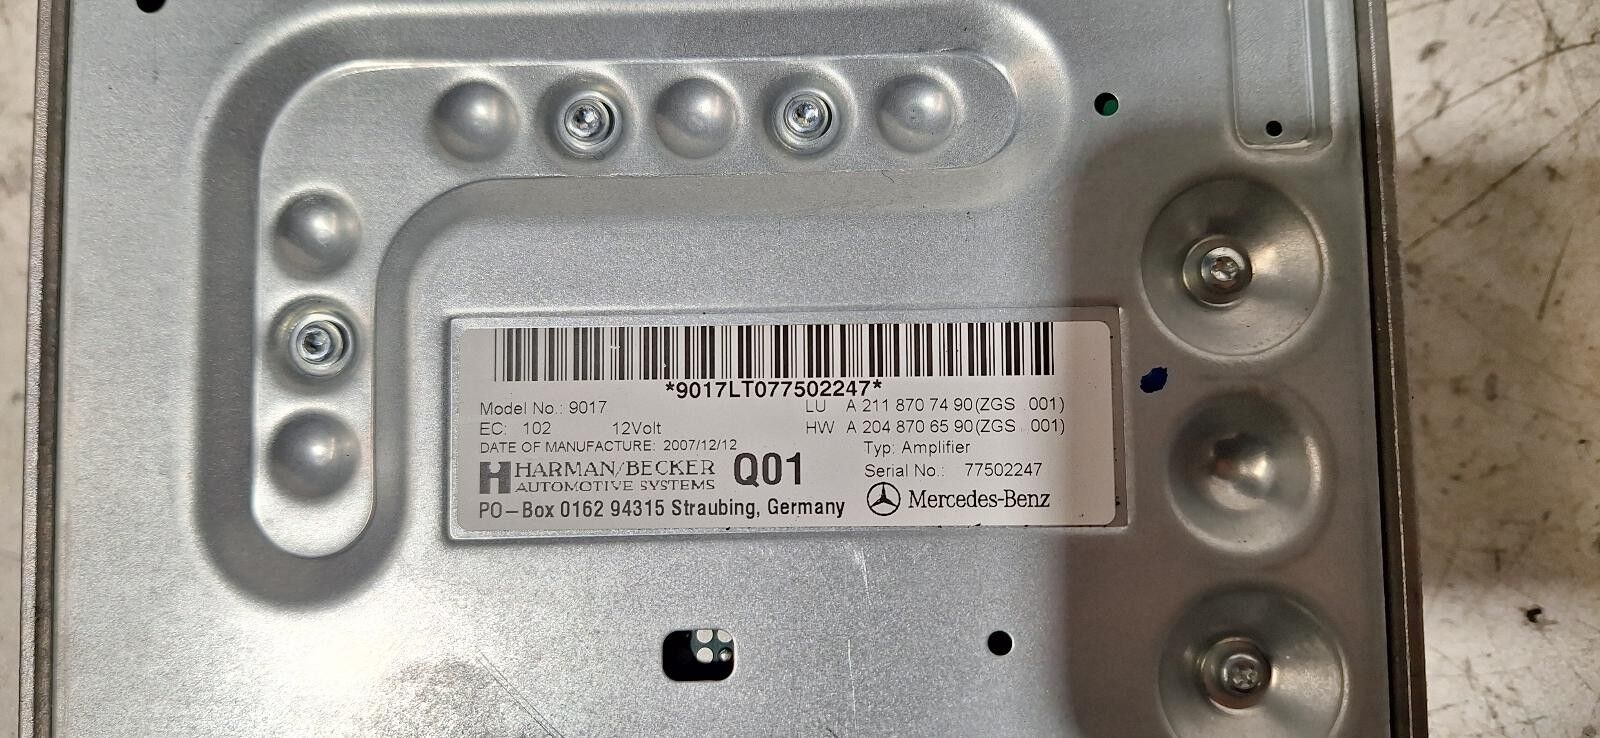 *9017LT077502247*
Model No.: 9017
LU A 211 870 74 90 (ZGS 001)
EC: 102 12Volt
HW A 204 870 65 90 (ZGS 001)
DATE OF MANUFACTURE: 2007/12/12
Typ: Amplifier
HARMAN/BECKER
AUTOMOTIVE SYSTEMS
Q01
Serial No.: 77502247
PO-Box 0162 94315 Straubing, Germany
Mercedes-Benz